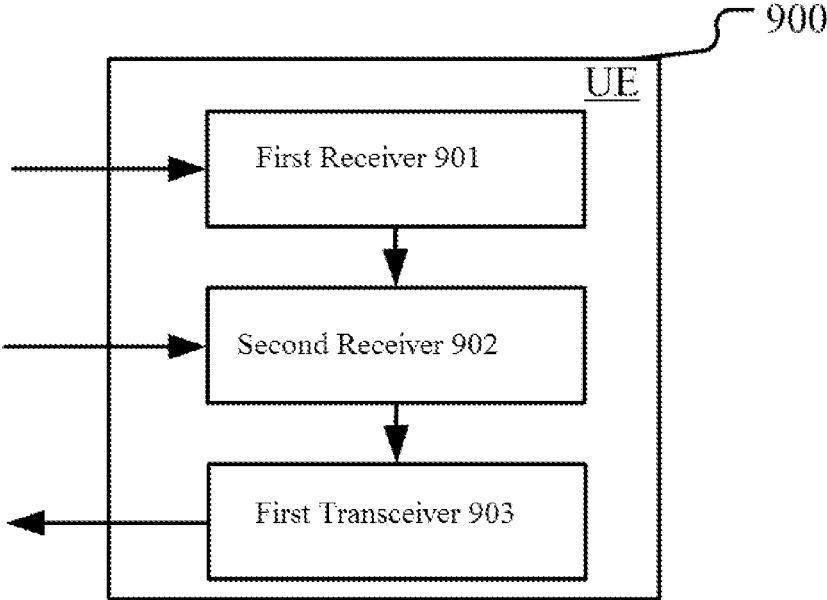 900
UE
First Receiver 901
Second Receiver 902
First Transceiver 903